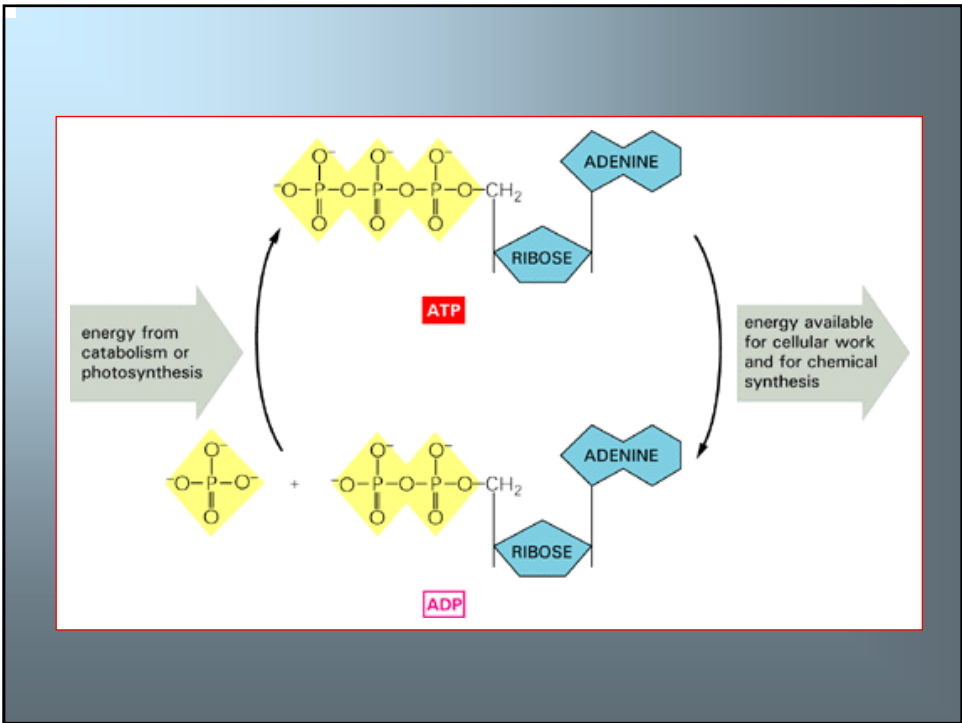 O⁻ O⁻ O⁻
⁻O–P–O–P–O–P–O–CH₂
O O O
ADENINE
RIBOSE
ATP
energy from
catabolism or
photosynthesis
energy available
for cellular work
and for chemical
synthesis
O⁻
⁻O–P–O⁻
O
+
O⁻ O⁻
⁻O–P–O–P–O–CH₂
O O
ADENINE
RIBOSE
ADP